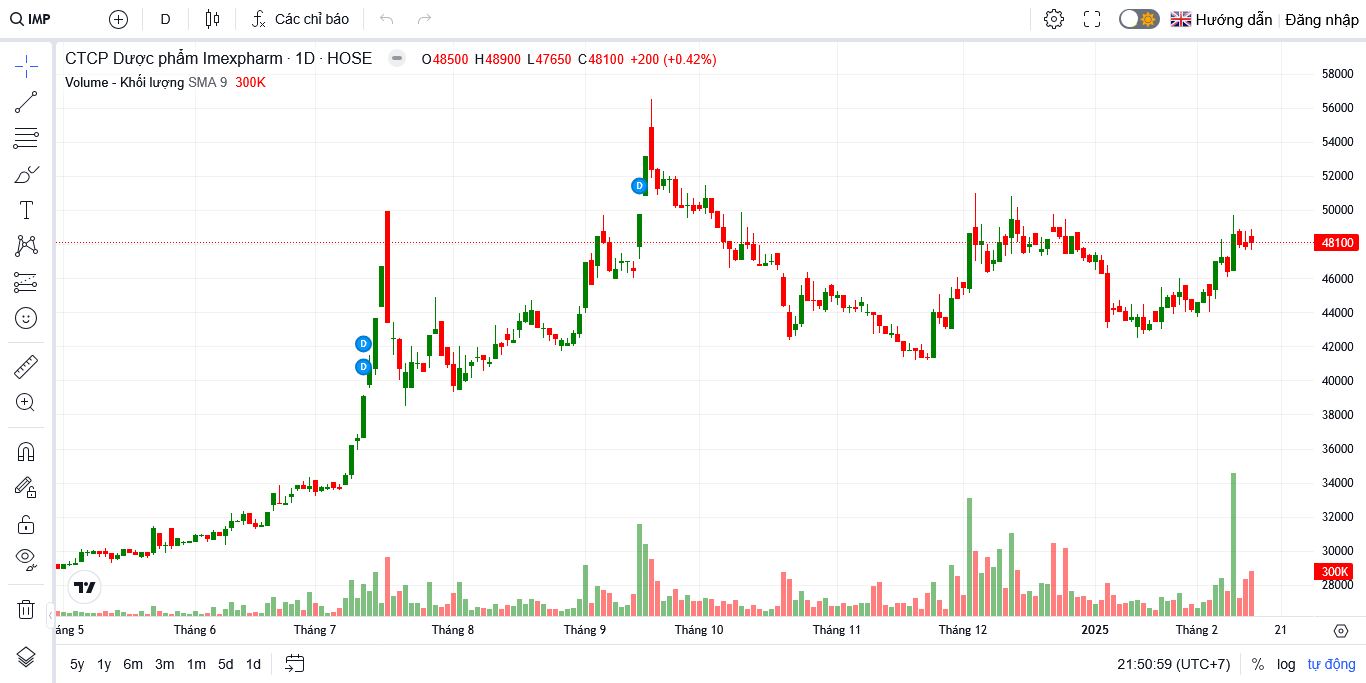 IMP D Các chỉ báo Hướng dẫn Đăng nhập
CTCP Dược phẩm Imexpharm · 1D · HOSE O48500 H48900 L47650 C48100 +200 (+0.42%)
Volume - Khối lượng SMA 9 300K
58000
56000
54000
52000
D
50000
48100
46000
44000
D
42000
D
40000
38000
36000
34000
32000
30000
300K
28000
áng 5 Tháng 6 Tháng 7 Tháng 8 Tháng 9 Tháng 10 Tháng 11 Tháng 12 2025 Tháng 2 21
5y 1y 6m 3m 1m 5d 1d 21:50:59 (UTC+7) % log tự động